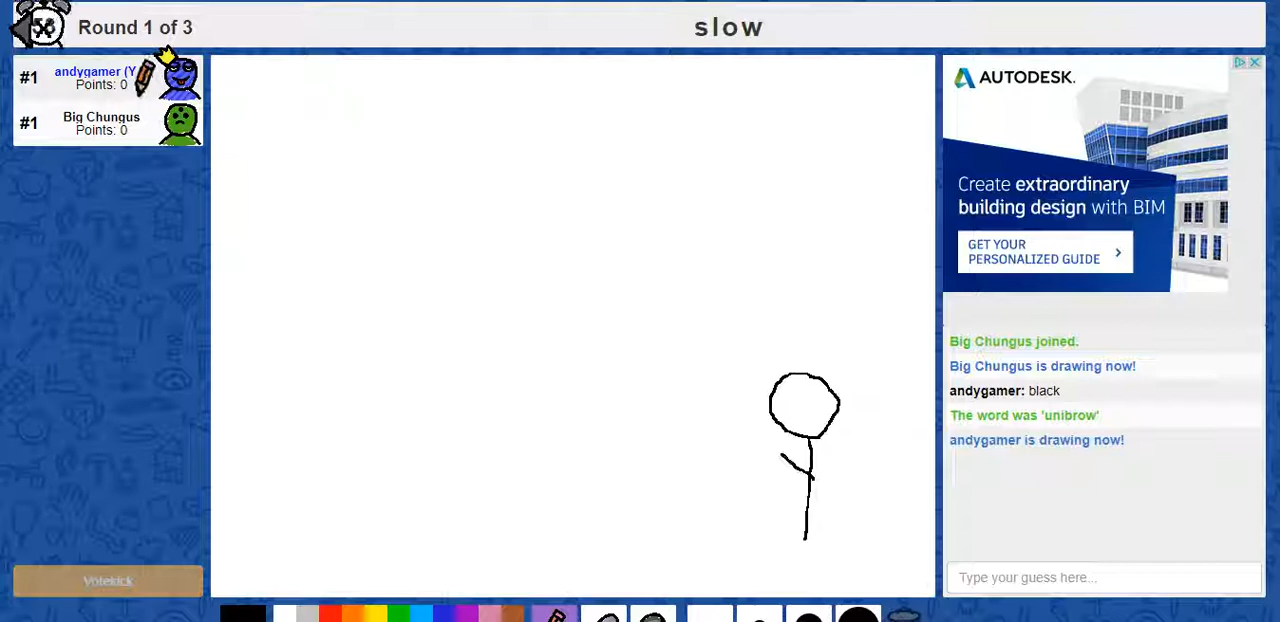 Round 1 of 3
slow
#1
andygamer (Y
Points: 0
#1
Big Chungus
Points: 0
Votekick
AUTODESK.
Create extraordinary
building design with BIM
GET YOUR
PERSONALIZED GUIDE
Big Chungus joined.
Big Chungus is drawing now!
andygamer: black
The word was 'unibrow'
andygamer is drawing now!
Type your guess here...